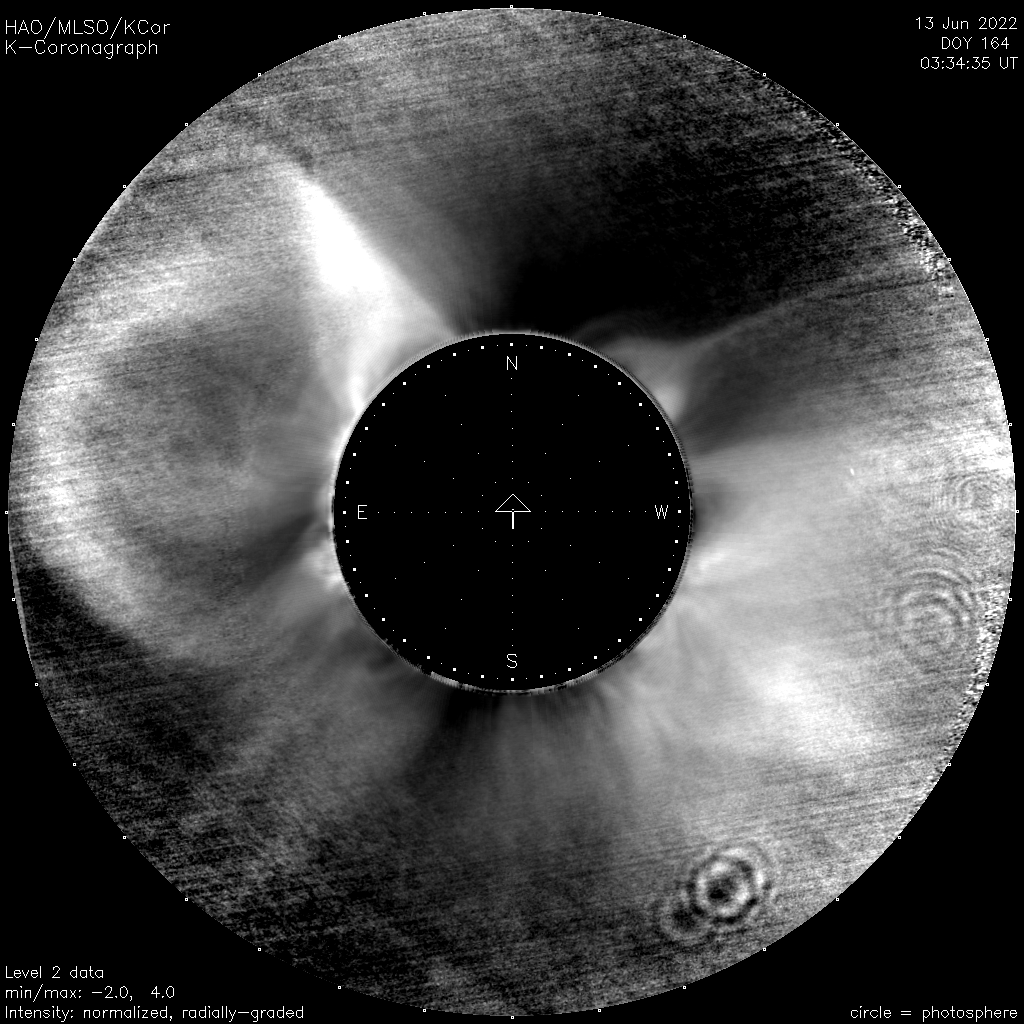 HAO/MLSO/KCor
K-Coronagraph
13 Jun 2022
DOY 164
03:34:35 UT
N
E
W
S
Level 2 data
min/max: -2.0, 4.0
Intensity: normalized, radially-graded
circle = photosphere